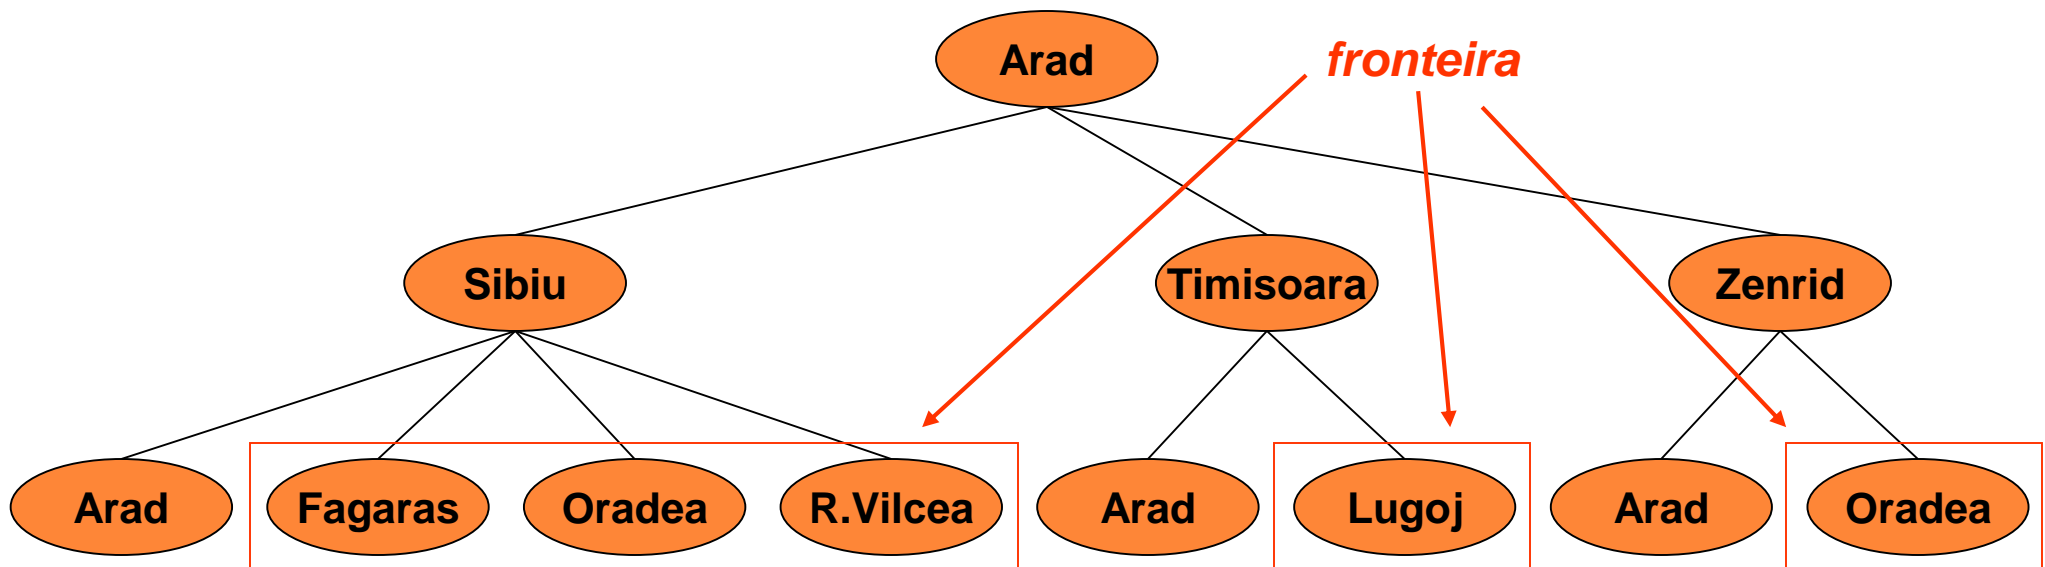 Arad
fronteira
Sibiu
Timisoara
Zenrid
Arad
Fagaras
Oradea
R.Vilcea
Arad
Lugoj
Arad
Oradea